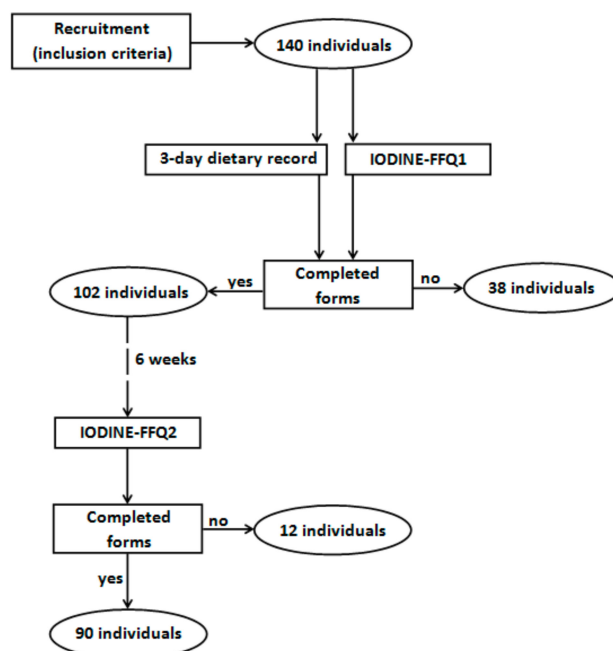 Recruitment
(inclusion criteria)
140 individuals
3-day dietary record
IODINE-FFQ1
Completed
forms
yes
no
102 individuals
38 individuals
6 weeks
IODINE-FFQ2
Completed
forms
no
12 individuals
yes
90 individuals